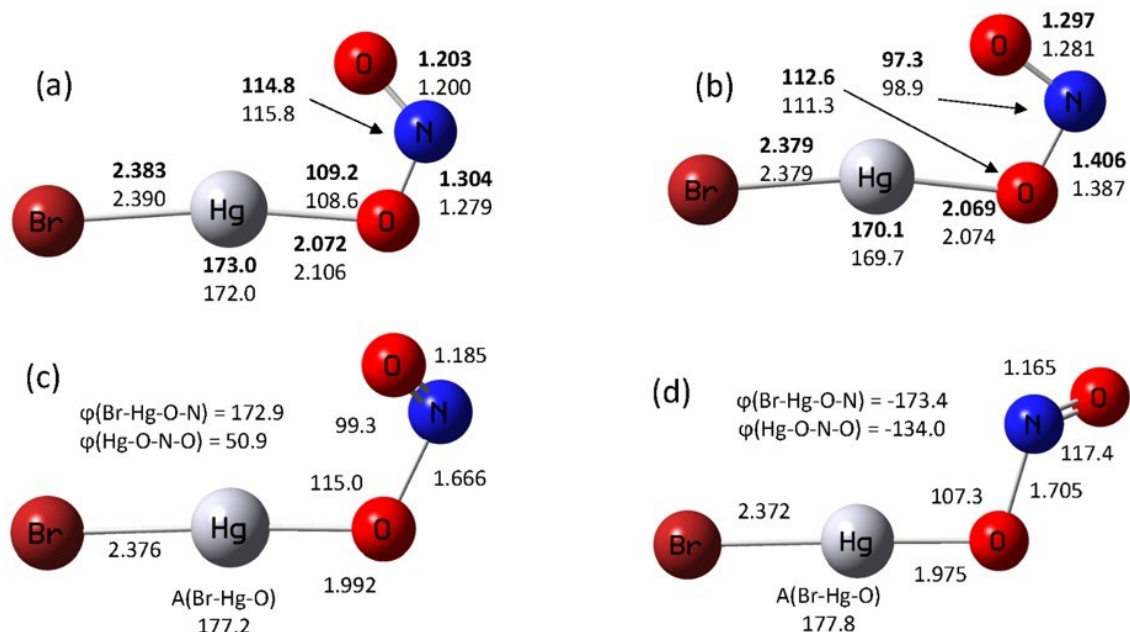 (a)
O
1.203
1.200
114.8
115.8
N
2.383
2.390
109.2
108.6
1.304
1.279
Br
Hg
O
173.0
172.0
2.072
2.106
(b)
O
1.297
1.281
97.3
98.9
112.6
111.3
N
2.379
2.379
1.406
1.387
Br
Hg
O
170.1
169.7
2.069
2.074
(c)
O
1.185
φ(Br-Hg-O-N) = 172.9
φ(Hg-O-N-O) = 50.9
99.3
N
115.0
1.666
Br
Hg
O
2.376
1.992
A(Br-Hg-O)
177.2
(d)
1.165
O
φ(Br-Hg-O-N) = -173.4
φ(Hg-O-N-O) = -134.0
N
117.4
107.3
1.705
2.372
Br
Hg
O
1.975
A(Br-Hg-O)
177.8